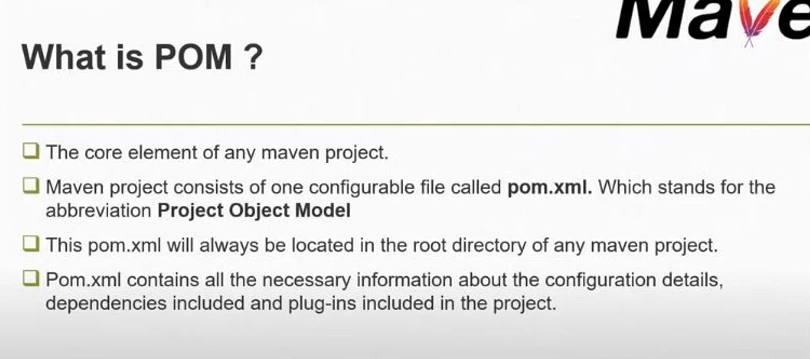 Mave
What is POM ?
The core element of any maven project.
Maven project consists of one configurable file called pom.xml. Which stands for the
abbreviation Project Object Model
This pom.xml will always be located in the root directory of any maven project.
Pom.xml contains all the necessary information about the configuration details,
dependencies included and plug-ins included in the project.